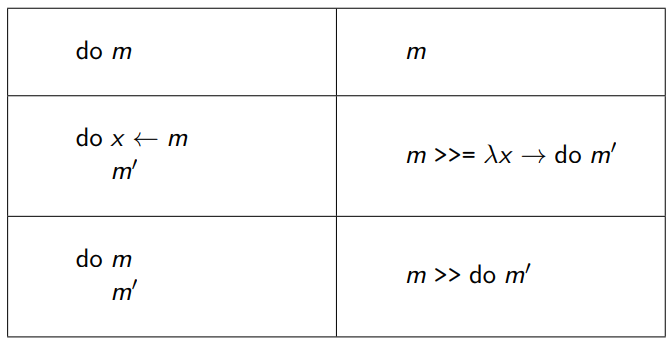 do m
m
do x ← m
m′
m >>= λx → do m′
do m
m′
m >> do m′